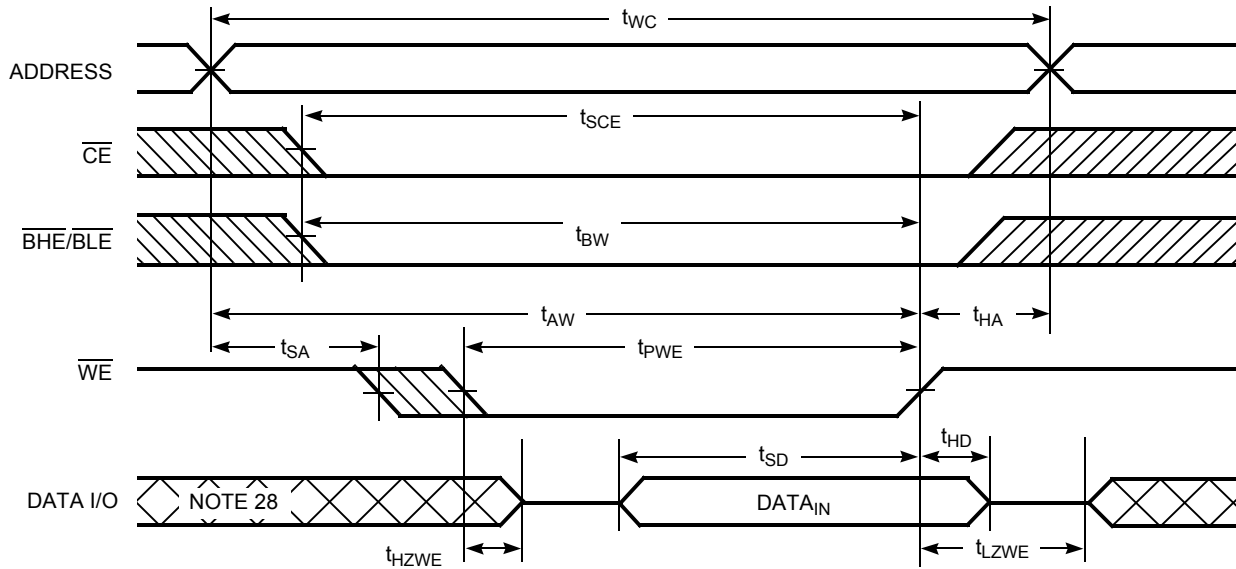 tWC
ADDRESS
tSCE
CE
BHE/BLE
tBW
tAW
tHA
tSA
tPWE
WE
tSD
tHD
DATA I/O
NOTE 28
DATAIN
tHZWE
tLZWE